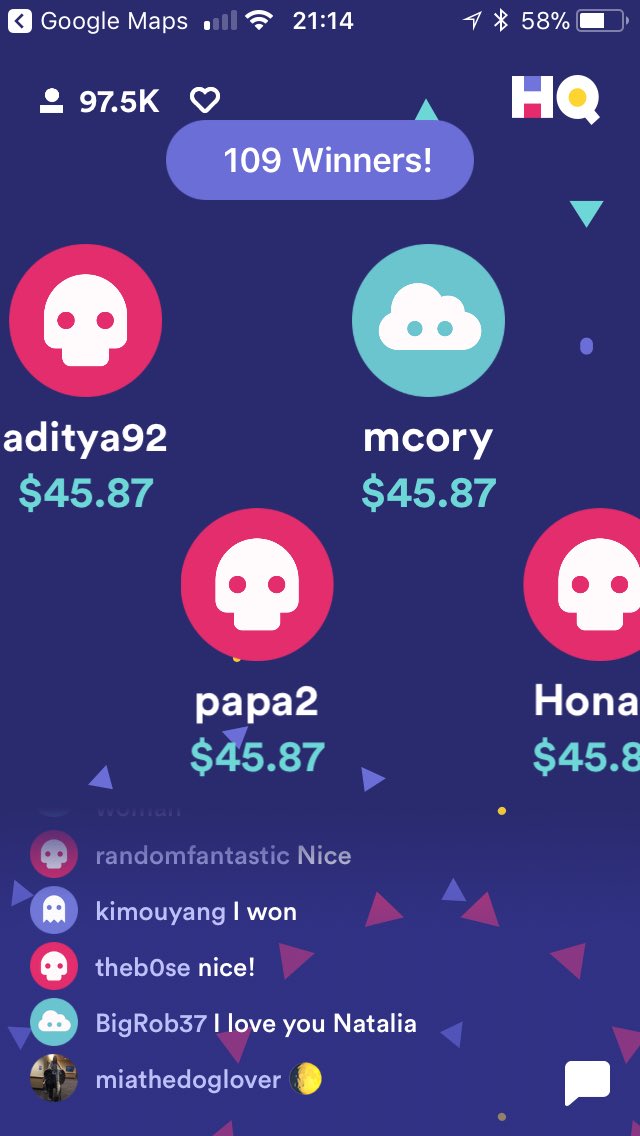 Google Maps 21:14 58%
97.5K HQ
109 Winners!
aditya92 mcory
$45.87 $45.87
papa2 Hona
$45.87 $45.8
woman
randomfantastic Nice
kimouyang I won
theb0se nice!
BigRob37 I love you Natalia
miathedoglover 🌔